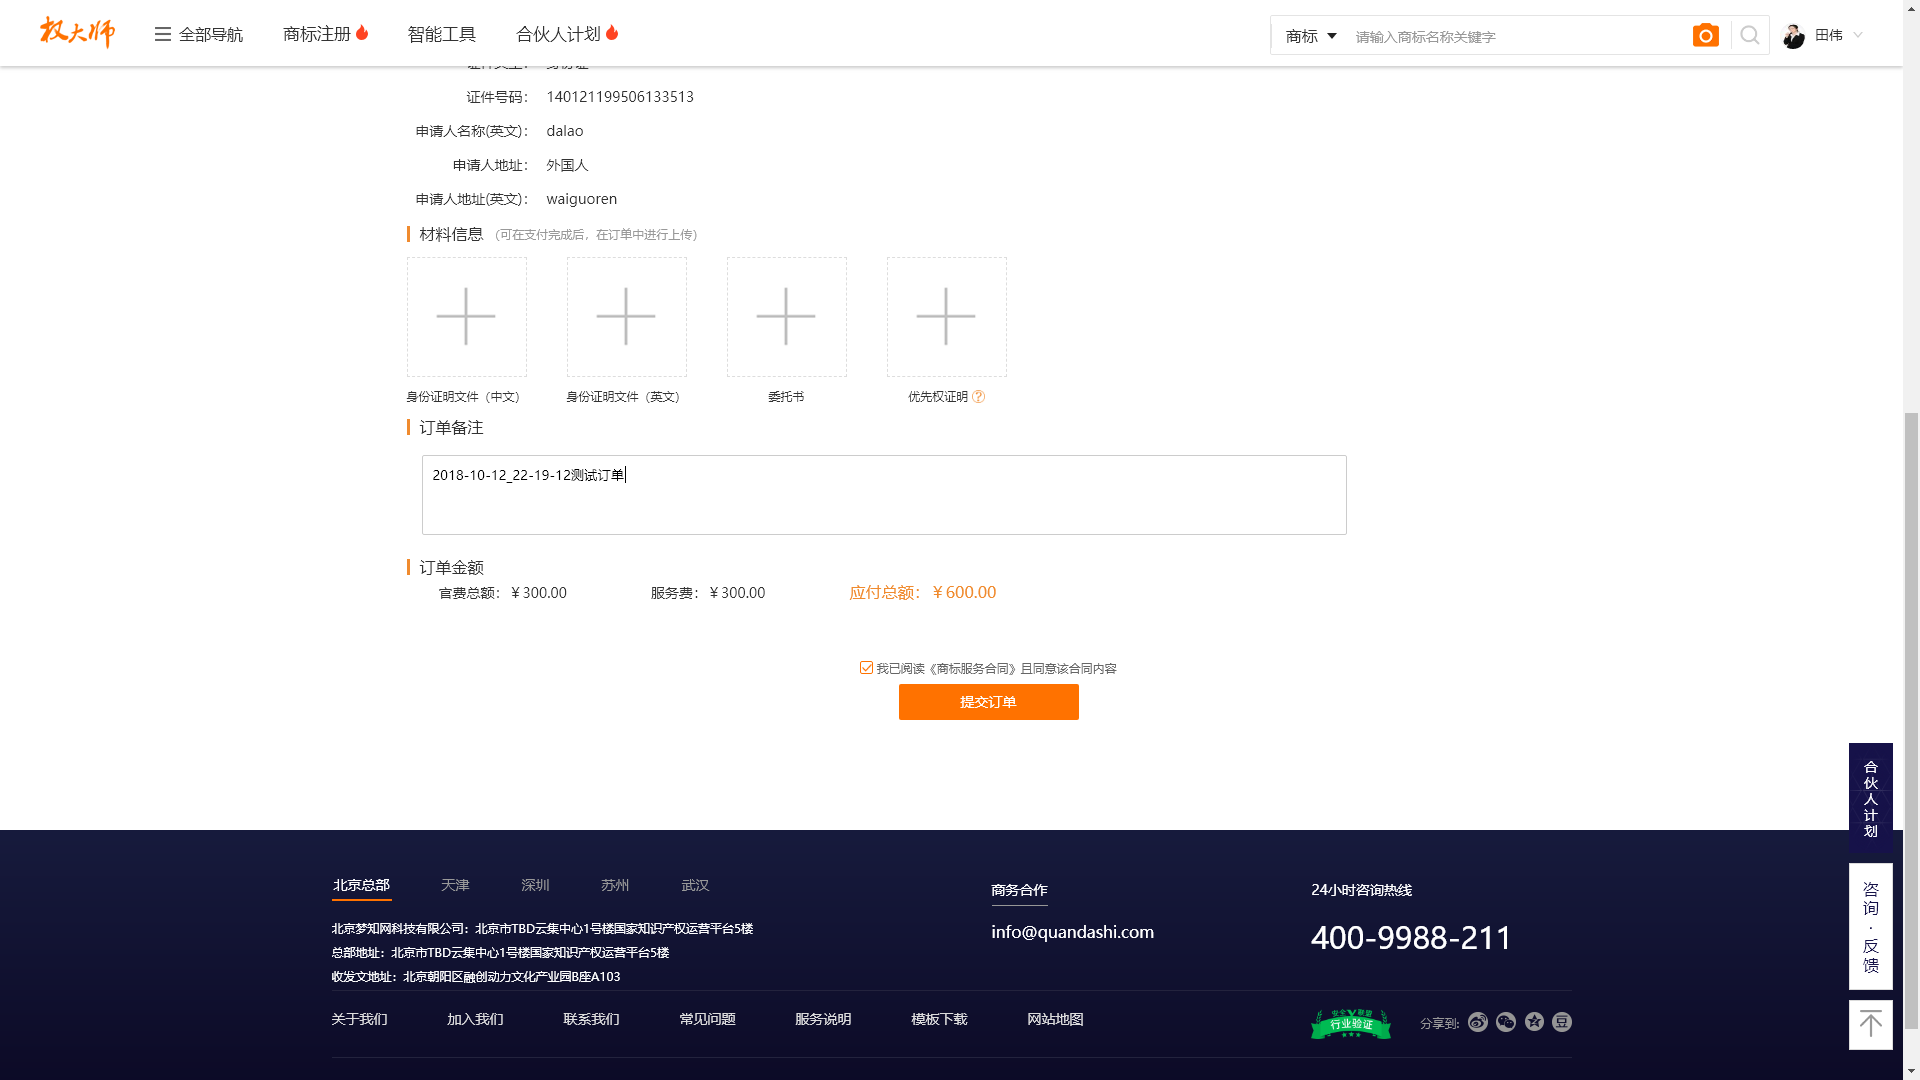 权大师
全部导航
商标注册
智能工具
合伙人计划
商标
请输入商标名称关键字
田伟
证件类型： 身份证
证件号码： 140121199506133513
申请人名称(英文)： dalao
申请人地址： 外国人
申请人地址(英文)： waiguoren
材料信息 (可在支付完成后，在订单中进行上传)
身份证明文件（中文）
身份证明文件（英文）
委托书
优先权证明 ?
订单备注
2018-10-12_22-19-12测试订单
订单金额
官费总额：￥300.00
服务费：￥300.00
应付总额：￥600.00
我已阅读《商标服务合同》且同意该合同内容
提交订单
合伙人计划
咨询·反馈
北京总部
天津
深圳
苏州
武汉
北京梦知网科技有限公司：北京市TBD云集中心1号楼国家知识产权运营平台5楼
总部地址：北京市TBD云集中心1号楼国家知识产权运营平台5楼
收发文地址：北京朝阳区融创动力文化产业园B座A103
商务合作
info@quandashi.com
24小时咨询热线
400-9988-211
关于我们
加入我们
联系我们
常见问题
服务说明
模板下载
网站地图
安全联盟
行业验证
分享到:
豆